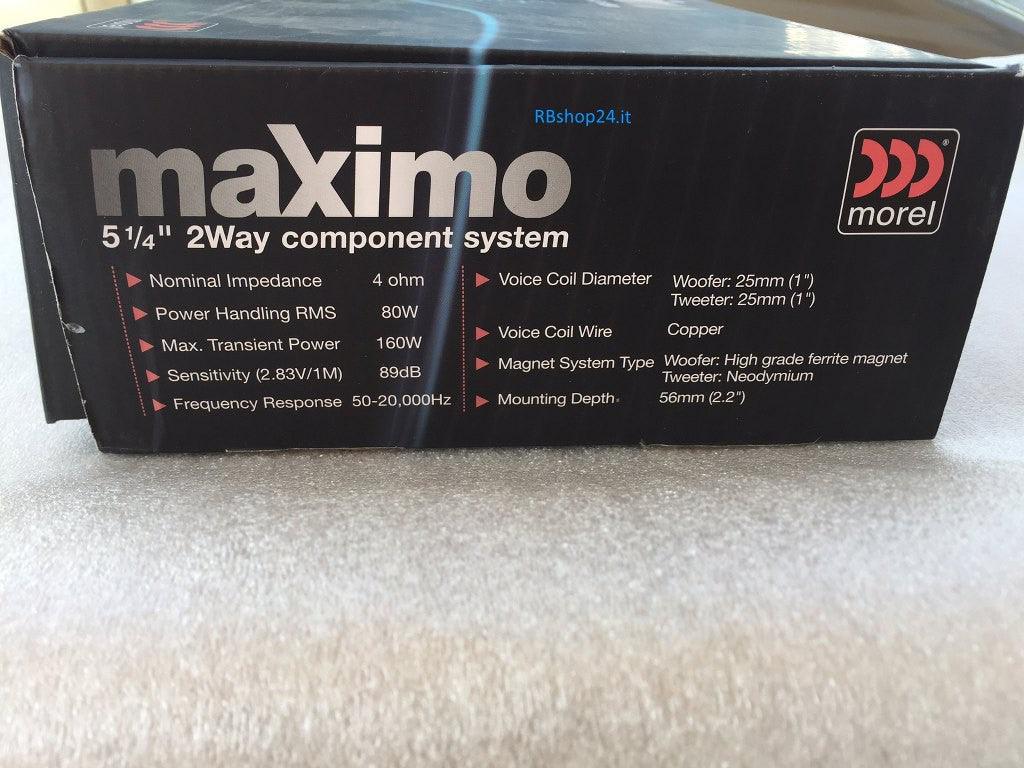 RBshop24.it
maximo
5 1/4" 2Way component system
morel
®
Nominal Impedance 4 ohm
Power Handling RMS 80W
Max. Transient Power 160W
Sensitivity (2.83V/1M) 89dB
Frequency Response 50-20,000Hz
Voice Coil Diameter Woofer: 25mm (1")
Tweeter: 25mm (1")
Voice Coil Wire Copper
Magnet System Type Woofer: High grade ferrite magnet
Tweeter: Neodymium
Mounting Depth 56mm (2.2")